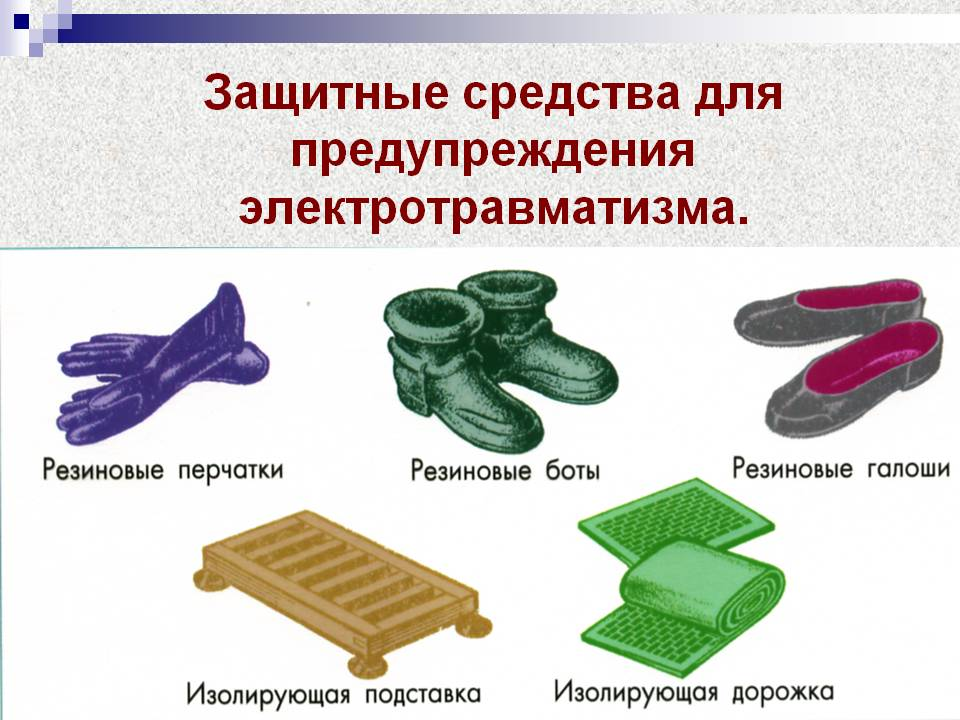 Защитные средства для
предупреждения
электротравматизма.
Резиновые перчатки
Резиновые боты
Резиновые галоши
Изолирующая подставка
Изолирующая дорожка